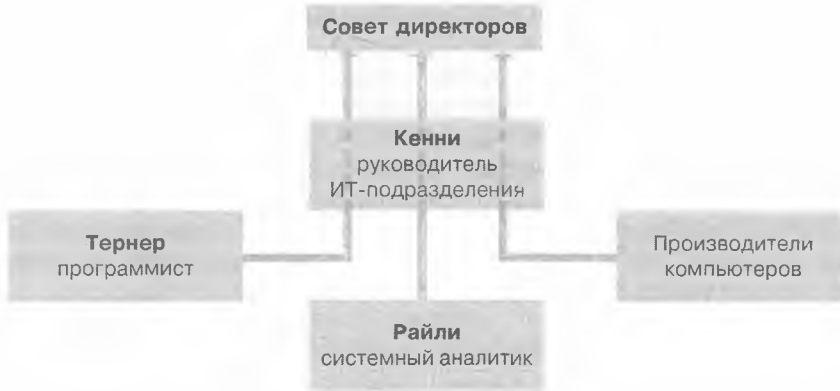 Совет директоров
Кенни
руководитель
ИТ-подразделения
Тернер
программист
Производители
компьютеров
Райли
системный аналитик